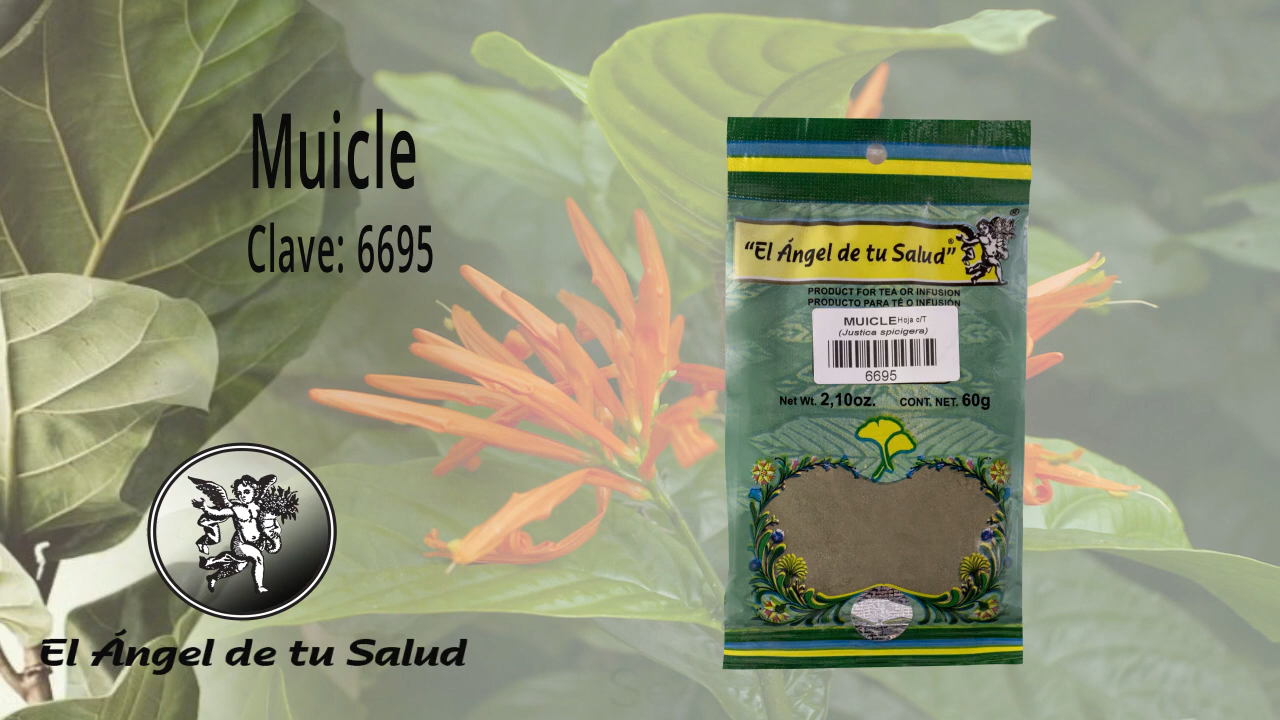 Muicle
Clave: 6695
El Ángel de tu Salud
"El Ángel de tu Salud"®
®
PRODUCT FOR TEA OR INFUSION
PRODUCTO PARA TÉ O INFUSIÓN
MUICLE Hoja c/T
(Justica spicigera)
6695
Net Wt. 2,10oz. CONT. NET. 60g